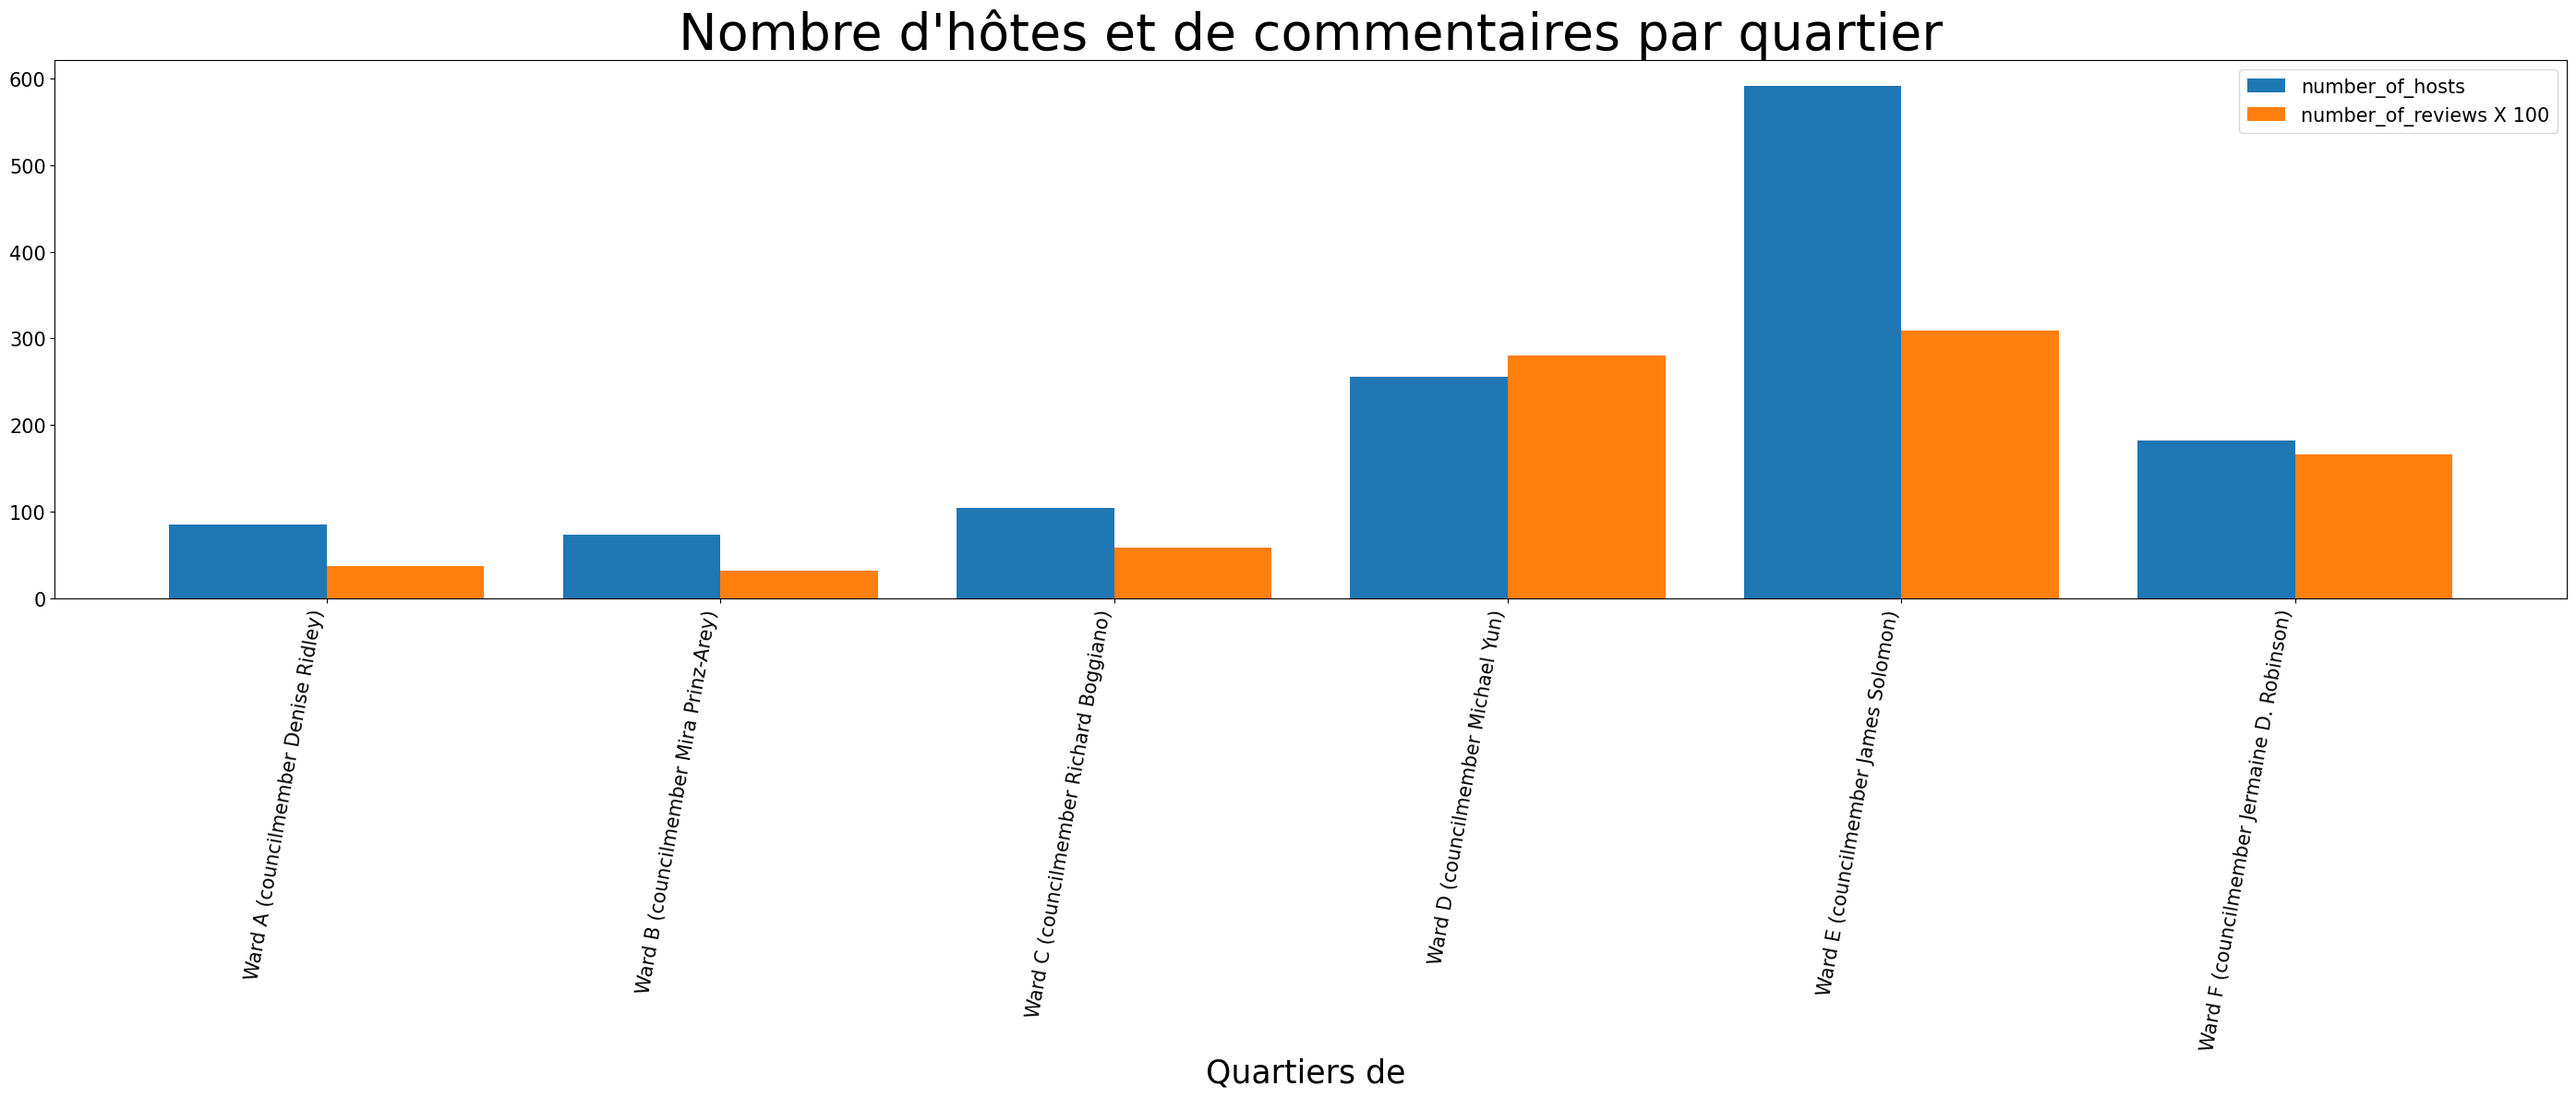 Nombre d'hôtes et de commentaires par quartier
600
500
400
300
200
100
0
number_of_hosts
number_of_reviews X 100
Ward A (councilmember Denise Ridley)
Ward B (councilmember Mira Prinz-Arey)
Ward C (councilmember Richard Boggiano)
Ward D (councilmember Michael Yun)
Ward E (councilmember James Solomon)
Ward F (councilmember Jermaine D. Robinson)
Quartiers de